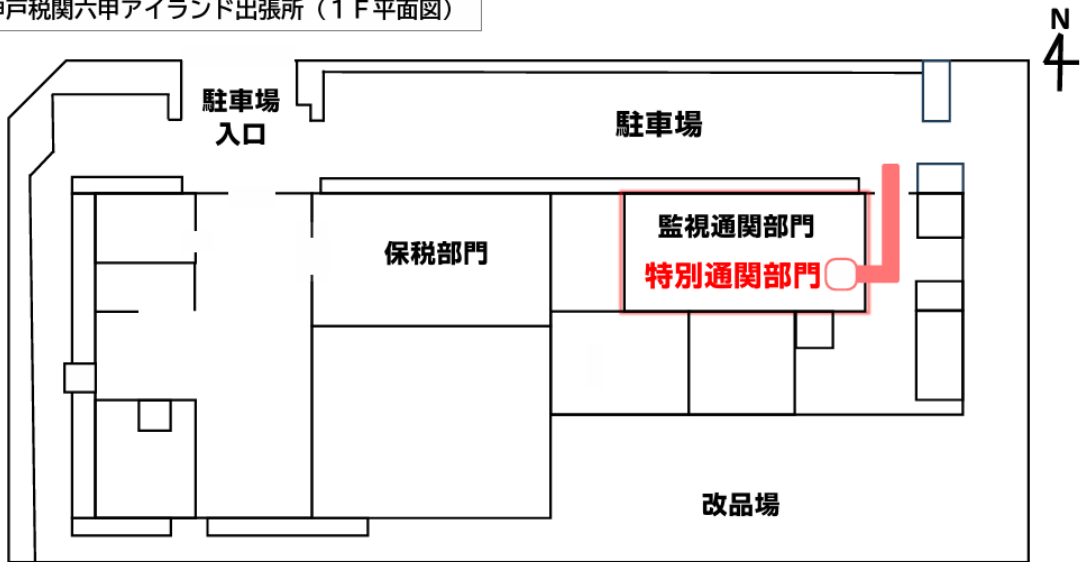 戸税関六甲アイランド出張所（１Ｆ平面図）
N
駐車場
入口
駐車場
保税部門
監視通関部門
特別通関部門
改品場